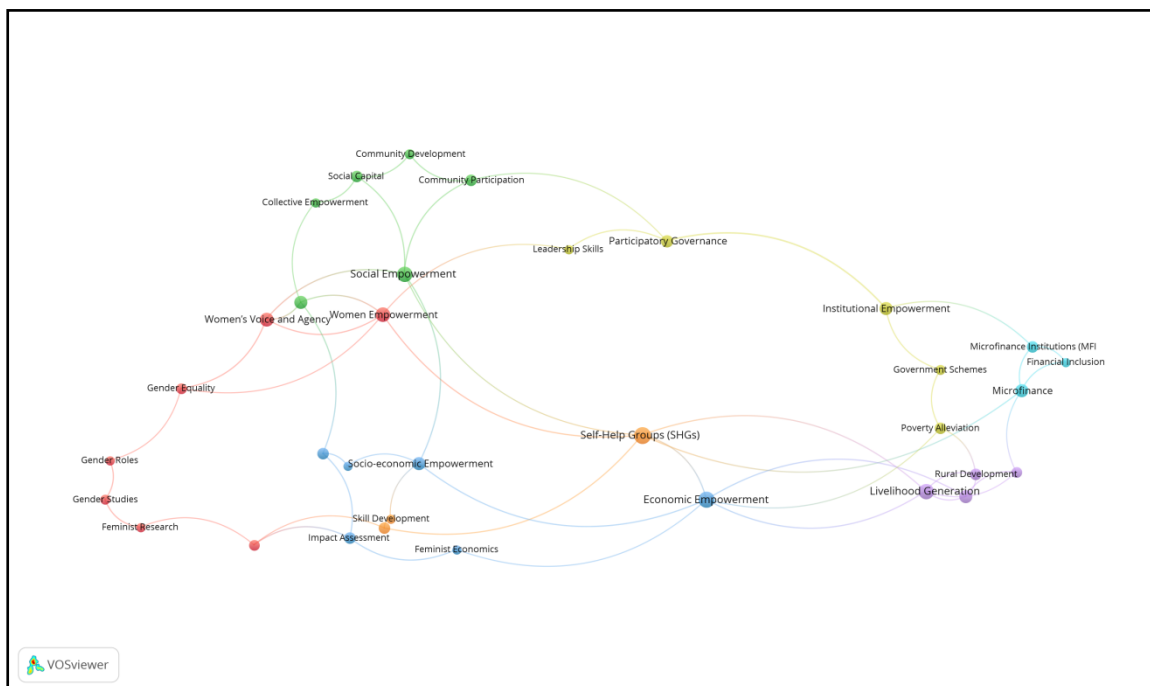 Community Development
Social Capital
Community Participation
Collective Empowerment
Participatory Governance
Leadership Skills
Social Empowerment
Institutional Empowerment
Women's Voice and Agency
Women Empowerment
Microfinance Institutions (MFI
Financial Inclusion
Government Schemes
Gender Equality
Microfinance
Poverty Alleviation
Self-Help Groups (SHGs)
Gender Roles
Socio-economic Empowerment
Rural Development
Livelihood Generation
Gender Studies
Economic Empowerment
Skill Development
Feminist Research
Impact Assessment
Feminist Economics
VOSviewer